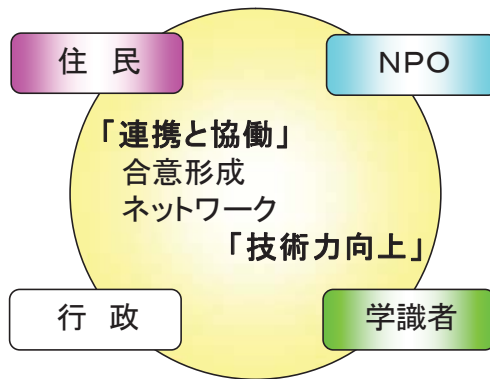 住 民
NPO
「連携と協働」
合意形成
ネットワーク
「技術力向上」
行 政
学識者